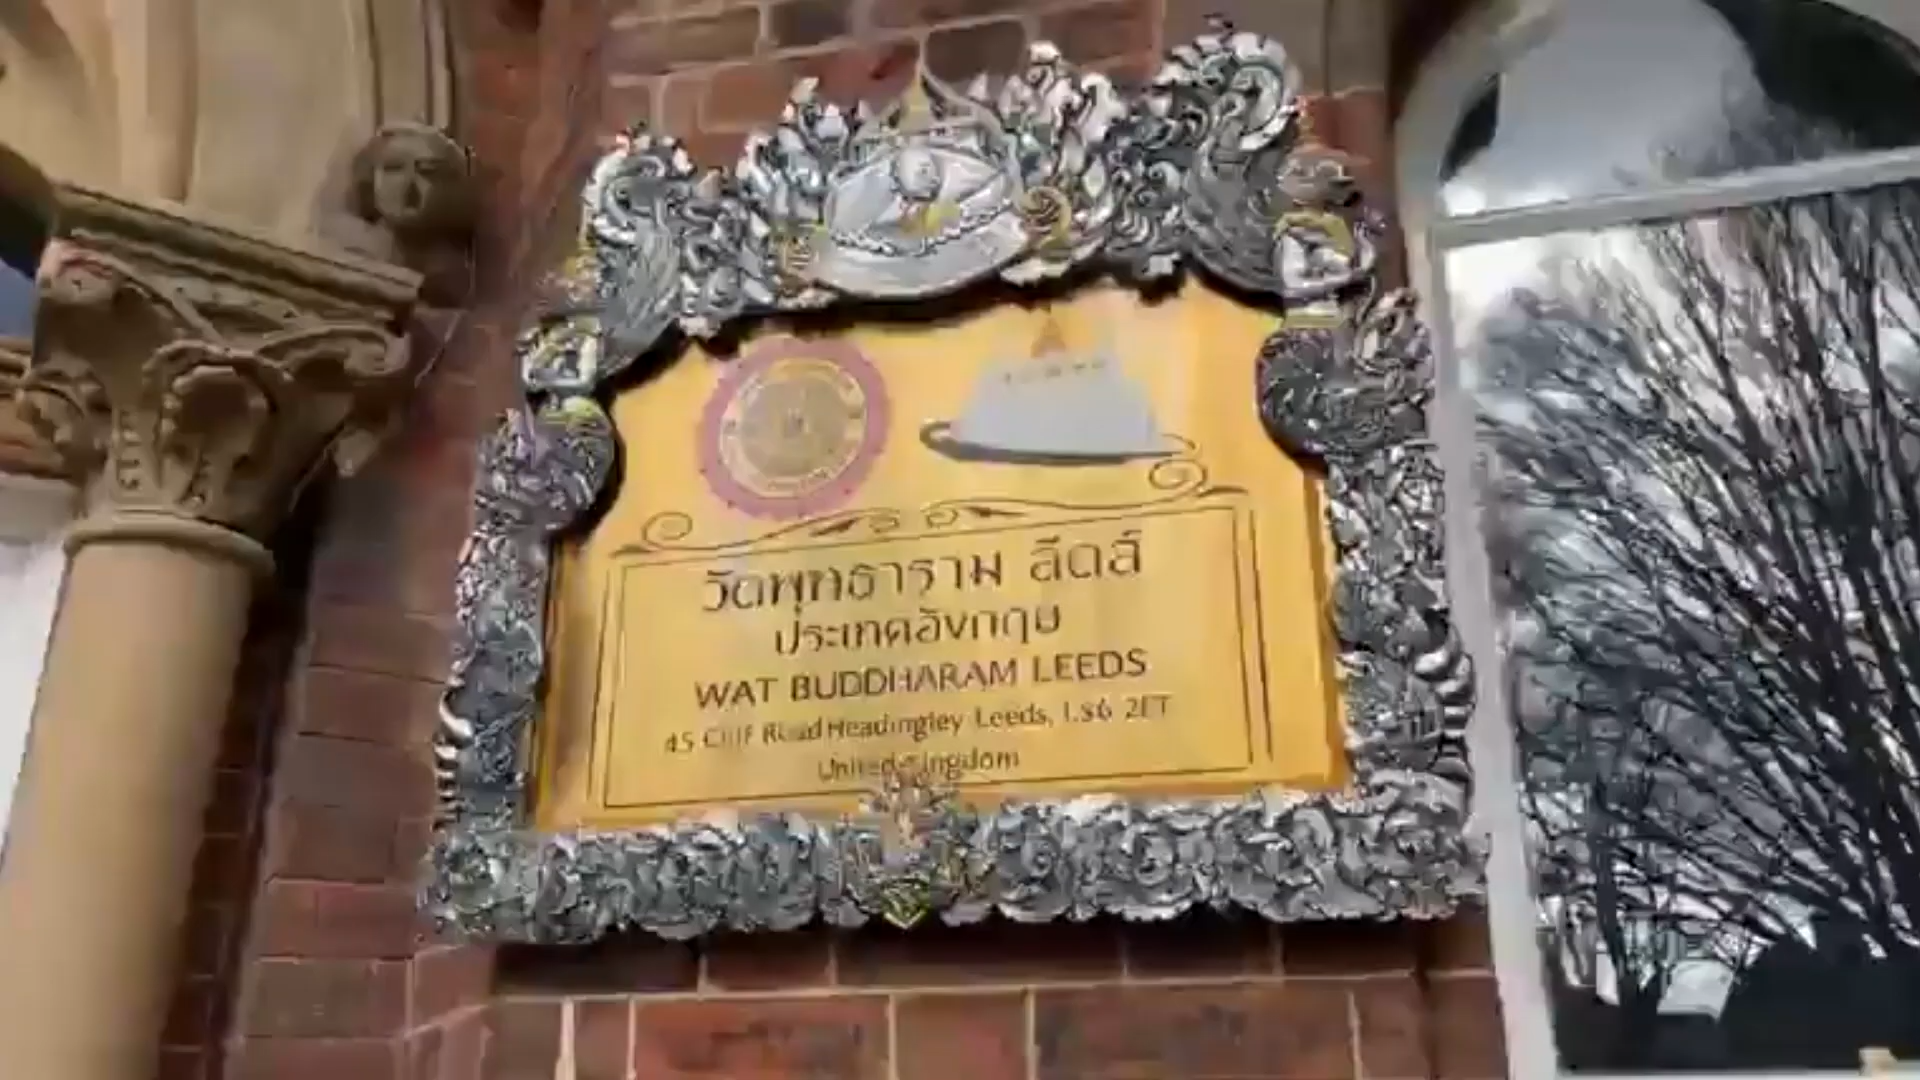 วัดพุทธาราม ลีดส์
ประเทศอังกฤษ
WAT BUDDHARAM LEEDS
45 Cliff Road Headingley Leeds, LS6 2ET
United Kingdom